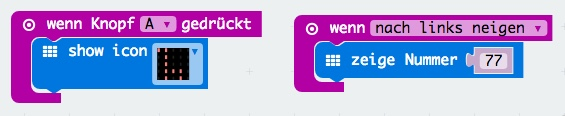 wenn Knopf A gedrückt
show icon
wenn nach links neigen
zeige Nummer 77